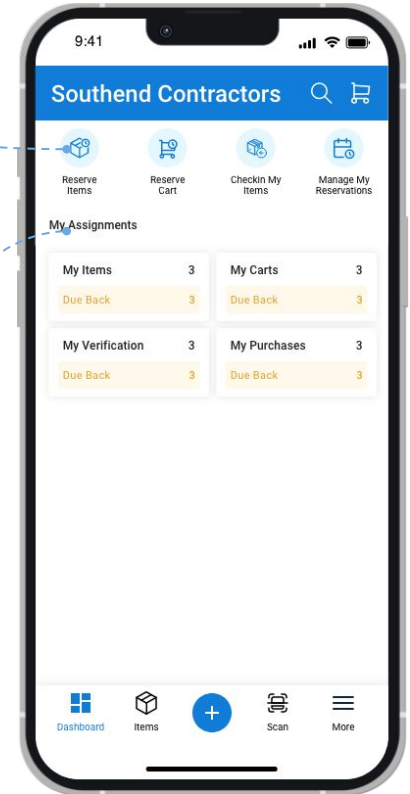 9:41
Southend Contractors
Reserve Items
Reserve Cart
Checkin My Items
Manage My Reservations
My Assignments
My Items 3
Due Back 3
My Carts 3
Due Back 3
My Verification 3
Due Back 3
My Purchases 3
Due Back 3
Dashboard
Items
Scan
More